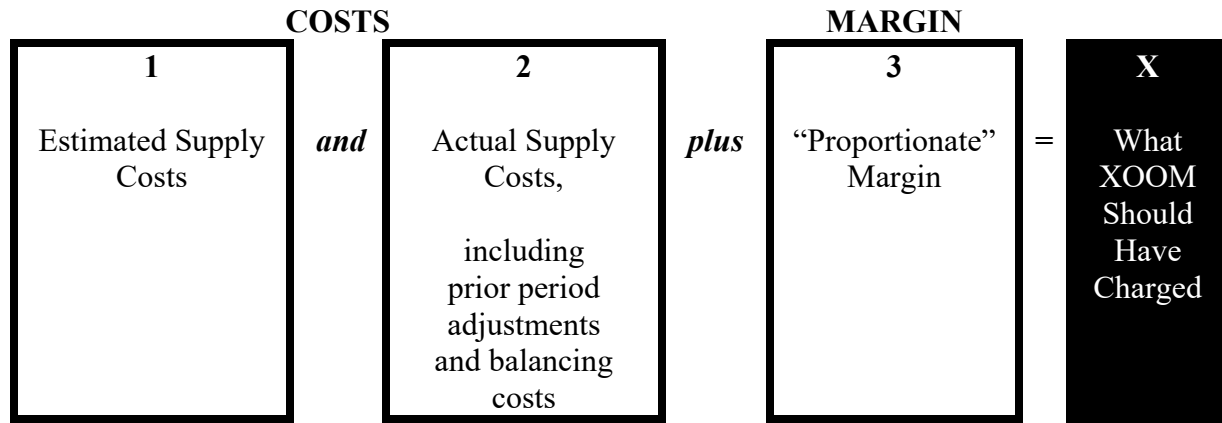 COSTS
MARGIN
1
Estimated Supply
Costs
and
2
Actual Supply
Costs,
including
prior period
adjustments
and balancing
costs
plus
3
“Proportionate”
Margin
=
X
What
XOOM
Should
Have
Charged